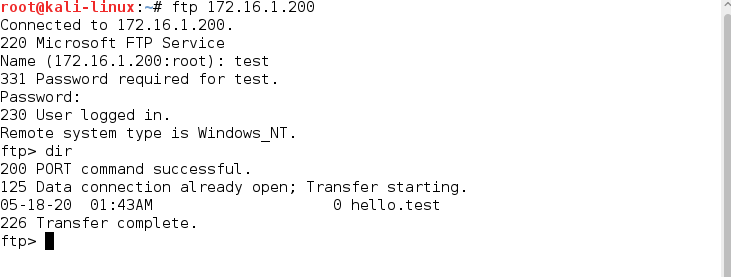 root@kali-linux:~# ftp 172.16.1.200
Connected to 172.16.1.200.
220 Microsoft FTP Service
Name (172.16.1.200:root): test
331 Password required for test.
Password:
230 User logged in.
Remote system type is Windows_NT.
ftp> dir
200 PORT command successful.
125 Data connection already open; Transfer starting.
05-18-20  01:43AM                    0 hello.test
226 Transfer complete.
ftp>